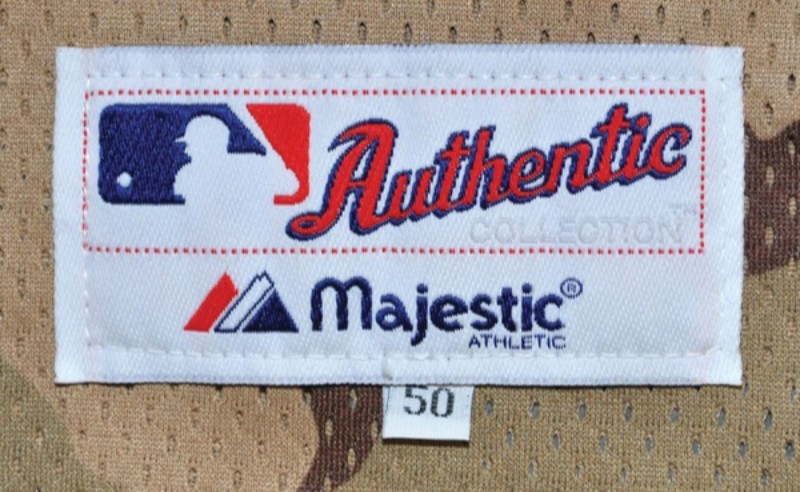 Authentic
COLLECTION™
Majestic®
ATHLETIC
50